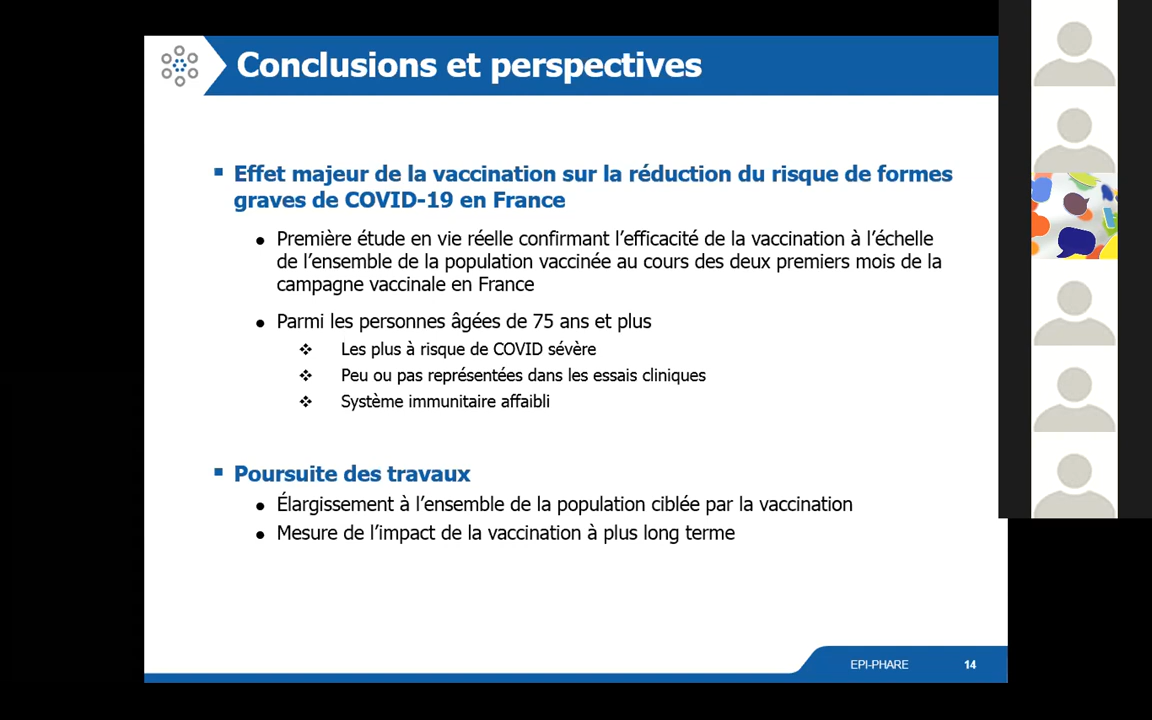 Conclusions et perspectives
Effet majeur de la vaccination sur la réduction du risque de formes
graves de COVID-19 en France
Première étude en vie réelle confirmant l’efficacité de la vaccination à l’échelle
de l’ensemble de la population vaccinée au cours des deux premiers mois de la
campagne vaccinale en France
Parmi les personnes âgées de 75 ans et plus
Les plus à risque de COVID sévère
Peu ou pas représentées dans les essais cliniques
Système immunitaire affaibli
Poursuite des travaux
Élargissement à l’ensemble de la population ciblée par la vaccination
Mesure de l’impact de la vaccination à plus long terme
EPI-PHARE 14